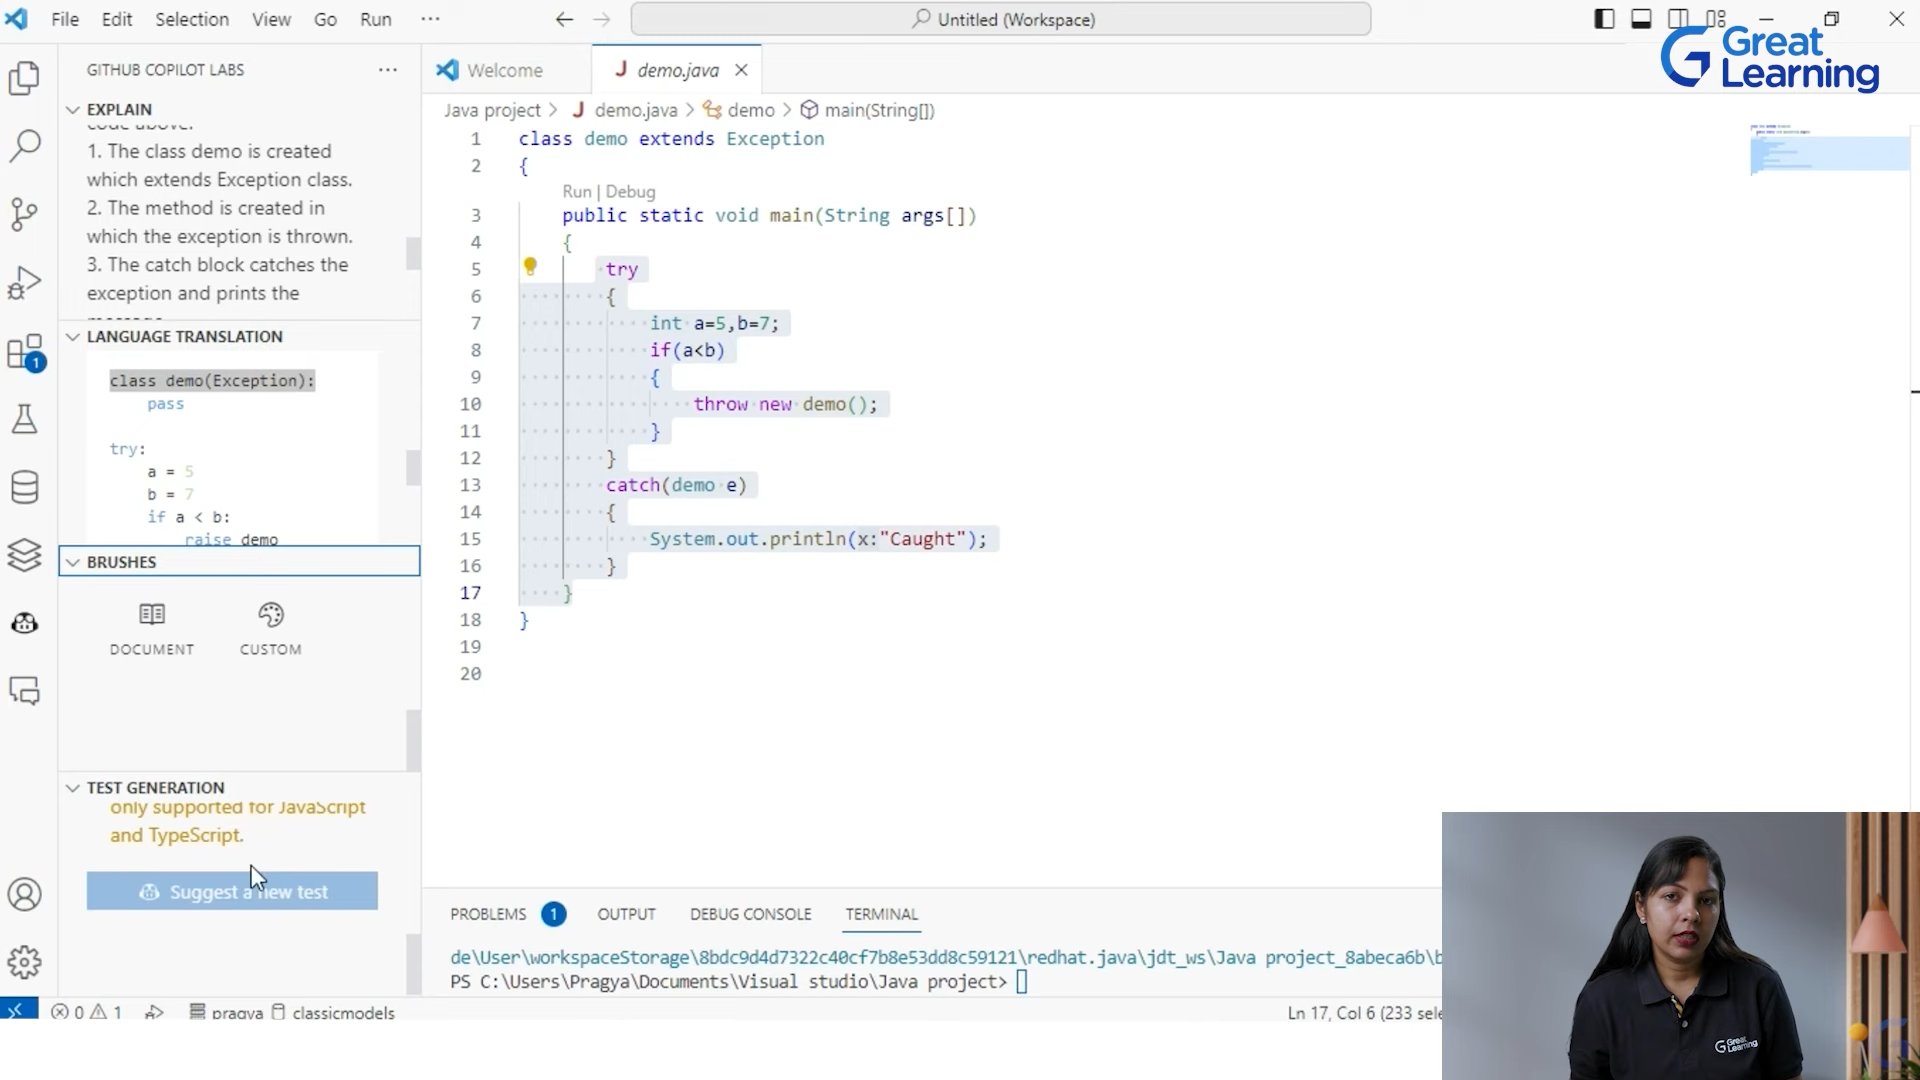 File Edit Selection View Go Run ···
Untitled (Workspace)
Great
Learning
GITHUB COPILOT LABS
EXPLAIN
code above.
1. The class demo is created
which extends Exception class.
2. The method is created in
which the exception is thrown.
3. The catch block catches the
exception and prints the
message
LANGUAGE TRANSLATION
class demo(Exception):
pass
try:
a = 5
b = 7
if a < b:
raise demo
BRUSHES
DOCUMENT CUSTOM
TEST GENERATION
only supported for JavaScript
and TypeScript.
Suggest a new test
1
Welcome demo.java
Java project > demo.java > demo > main(String[])
1 class demo extends Exception
2 {
Run | Debug
3 public static void main(String args[])
4 {
5 try
6 {
7 int a=5,b=7;
8 if(a<b)
9 {
10 throw new demo();
11 }
12 }
13 catch(demo e)
14 {
15 System.out.println(x:"Caught");
16 }
17 }
18 }
19
20
PROBLEMS 1 OUTPUT DEBUG CONSOLE TERMINAL
de\User\workspaceStorage\8bdc9d4d7322c40cf7b8e53dd8c59121\redhat.java\jdt_ws\Java project_8abeca6b\b
PS C:\Users\Pragya\Documents\Visual studio\Java project>
0 1 pragya classicmodels
Ln 17, Col 6 (233 sele
Great
Learning